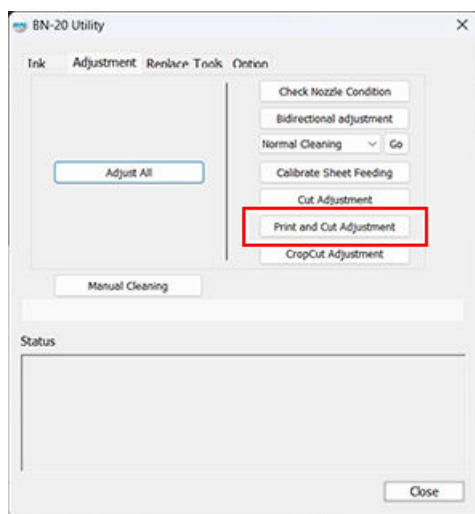 BN-20 Utility
Ink Adjustment Replace Tools Option
Check Nozzle Condition
Bidirectional adjustment
Normal Cleaning Go
Adjust All
Calibrate Sheet Feeding
Cut Adjustment
Print and Cut Adjustment
CropCut Adjustment
Manual Cleaning
Status
Close